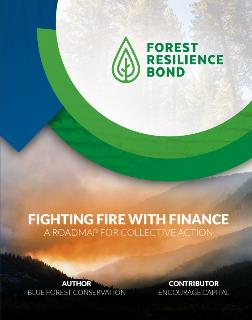 FOREST
RESILIENCE
BOND
FIGHTING FIRE WITH FINANCE
A ROADMAP FOR COLLECTIVE ACTION
AUTHOR
BLUE FOREST CONSERVATION
CONTRIBUTOR
ENCOURAGE CAPITAL